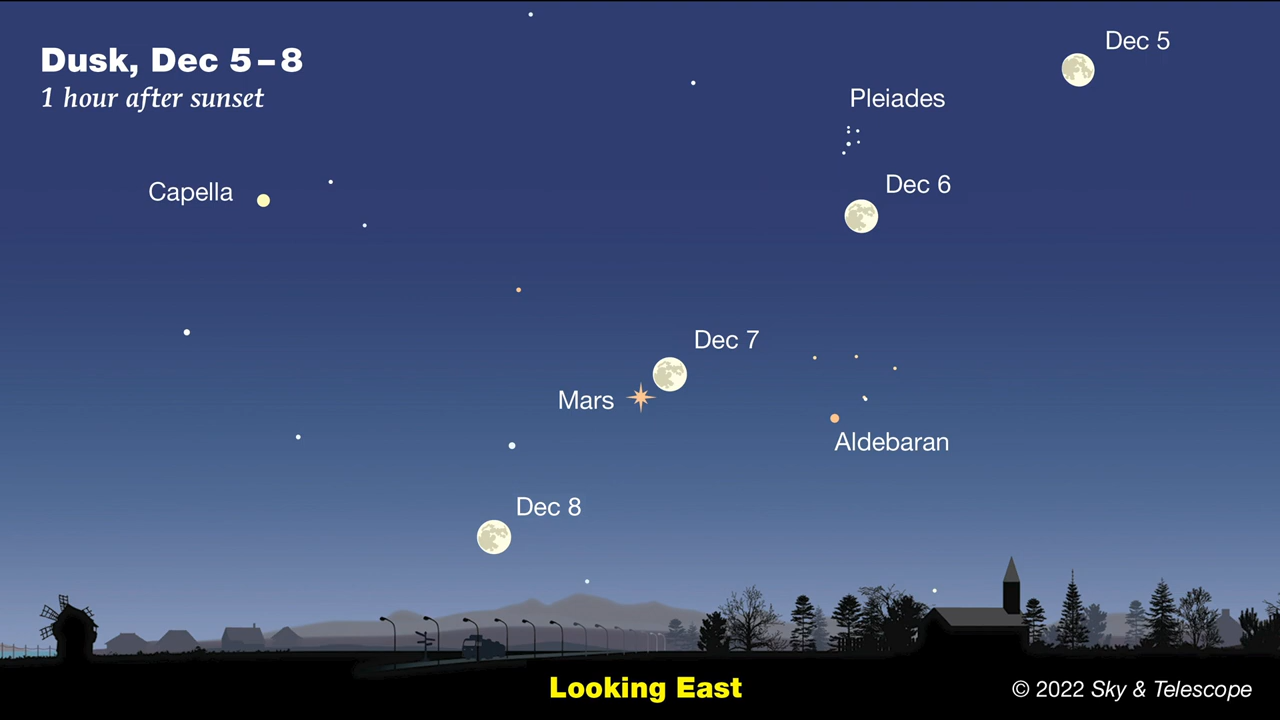 Dusk, Dec 5–8
1 hour after sunset
Dec 5
Pleiades
Capella
Dec 6
Dec 7
Mars
Aldebaran
Dec 8
Looking East
© 2022 Sky & Telescope